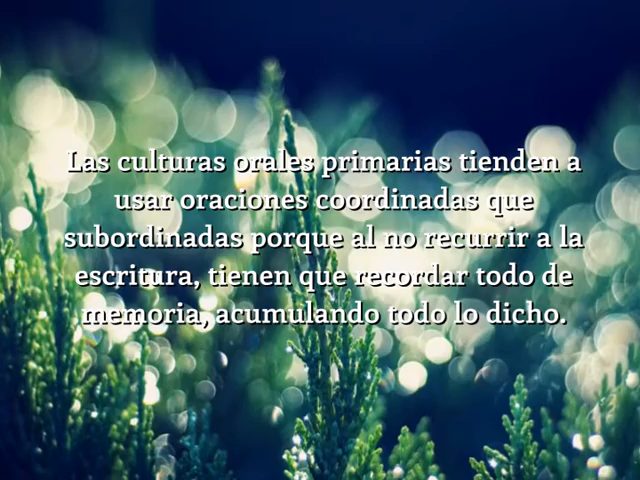 Las culturas orales primarias tienden a
usar oraciones coordinadas que
subordinadas porque al no recurrir a la
escritura, tienen que recordar todo de
memoria, acumulando todo lo dicho.